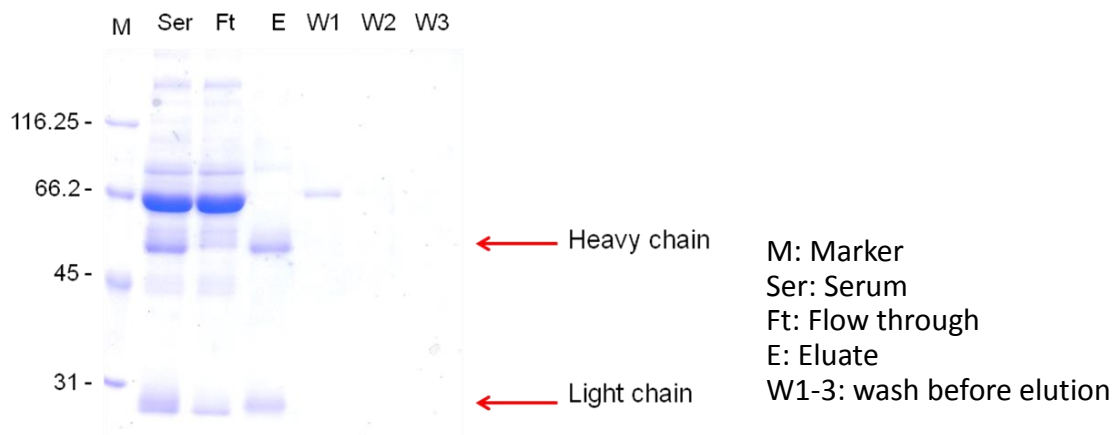 M Ser Ft E W1 W2 W3
116.25 -
66.2 -
Heavy chain
45 -
31 -
Light chain
M: Marker
Ser: Serum
Ft: Flow through
E: Eluate
W1-3: wash before elution